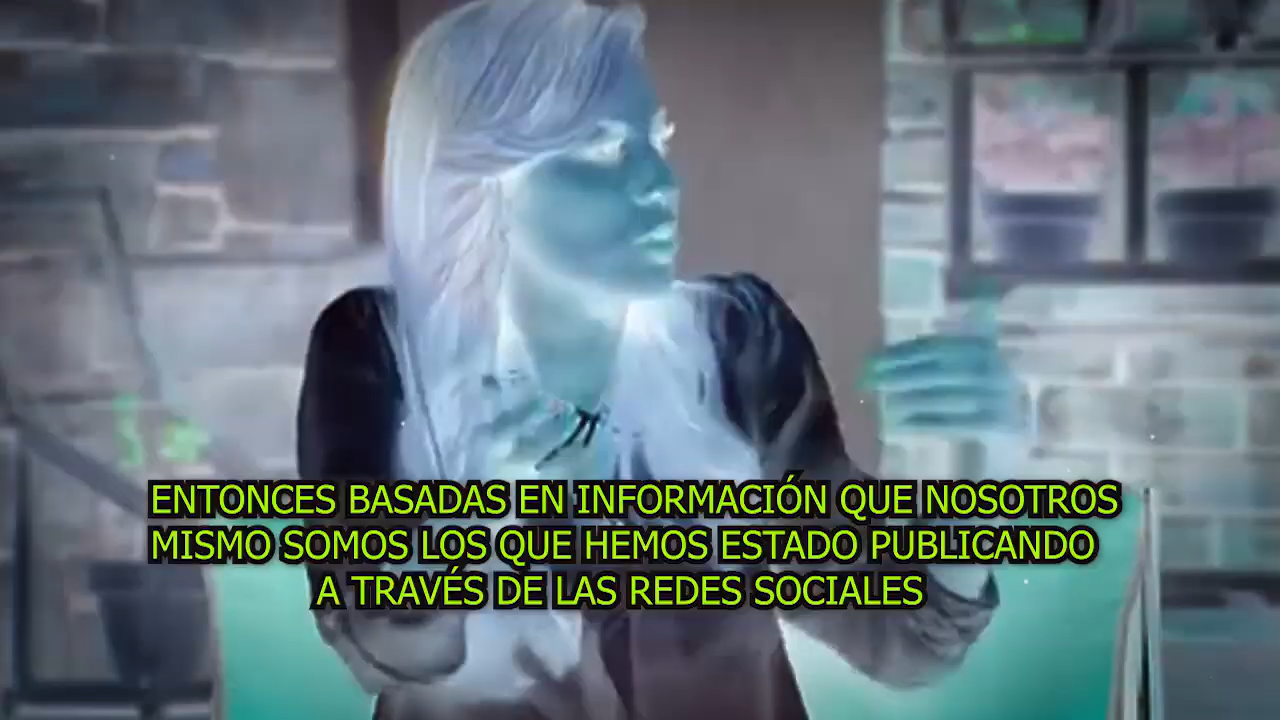 ENTONCES BASADAS EN INFORMACIÓN QUE NOSOTROS
MISMO SOMOS LOS QUE HEMOS ESTADO PUBLICANDO
A TRAVÉS DE LAS REDES SOCIALES